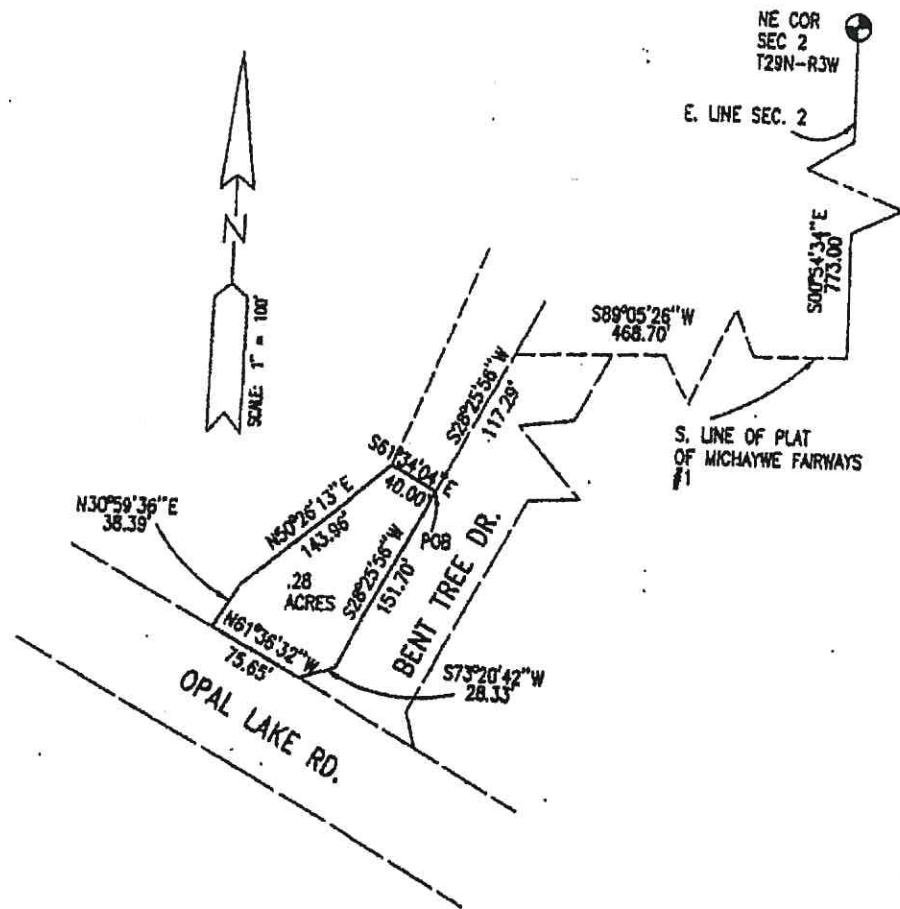 NE COR
SEC 2
T29N-R3W
E. LINE SEC. 2
S00°54'34"E
773.00
N
SCALE: 1" = 100'
S89°05'26"W
468.70'
S. LINE OF PLAT
OF MICHAYWE FAIRWAYS
#1
S28°25'56"W
117.29'
S61°34'04"E
40.00'
POB
N50°26'13"E
143.96'
N30°59'36"E
38.39'
.28
ACRES
S28°25'56"W
151.70'
BENT TREE DR.
N61°36'32"W
75.65'
S73°20'42"W
28.33'
OPAL LAKE RD.